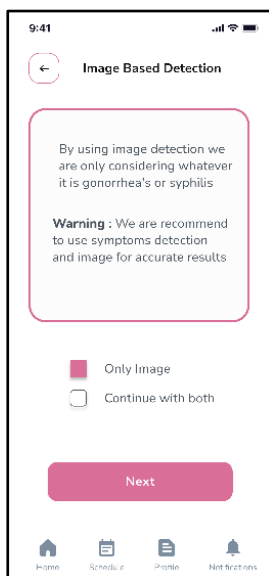 9:41
Image Based Detection
By using image detection we
are only considering whatever
it is gonorrhea's or syphilis
Warning : We are recommend
to use symptoms detection
and image for accurate results
Only Image
Continue with both
Next
Home Schedule Profile Notifications